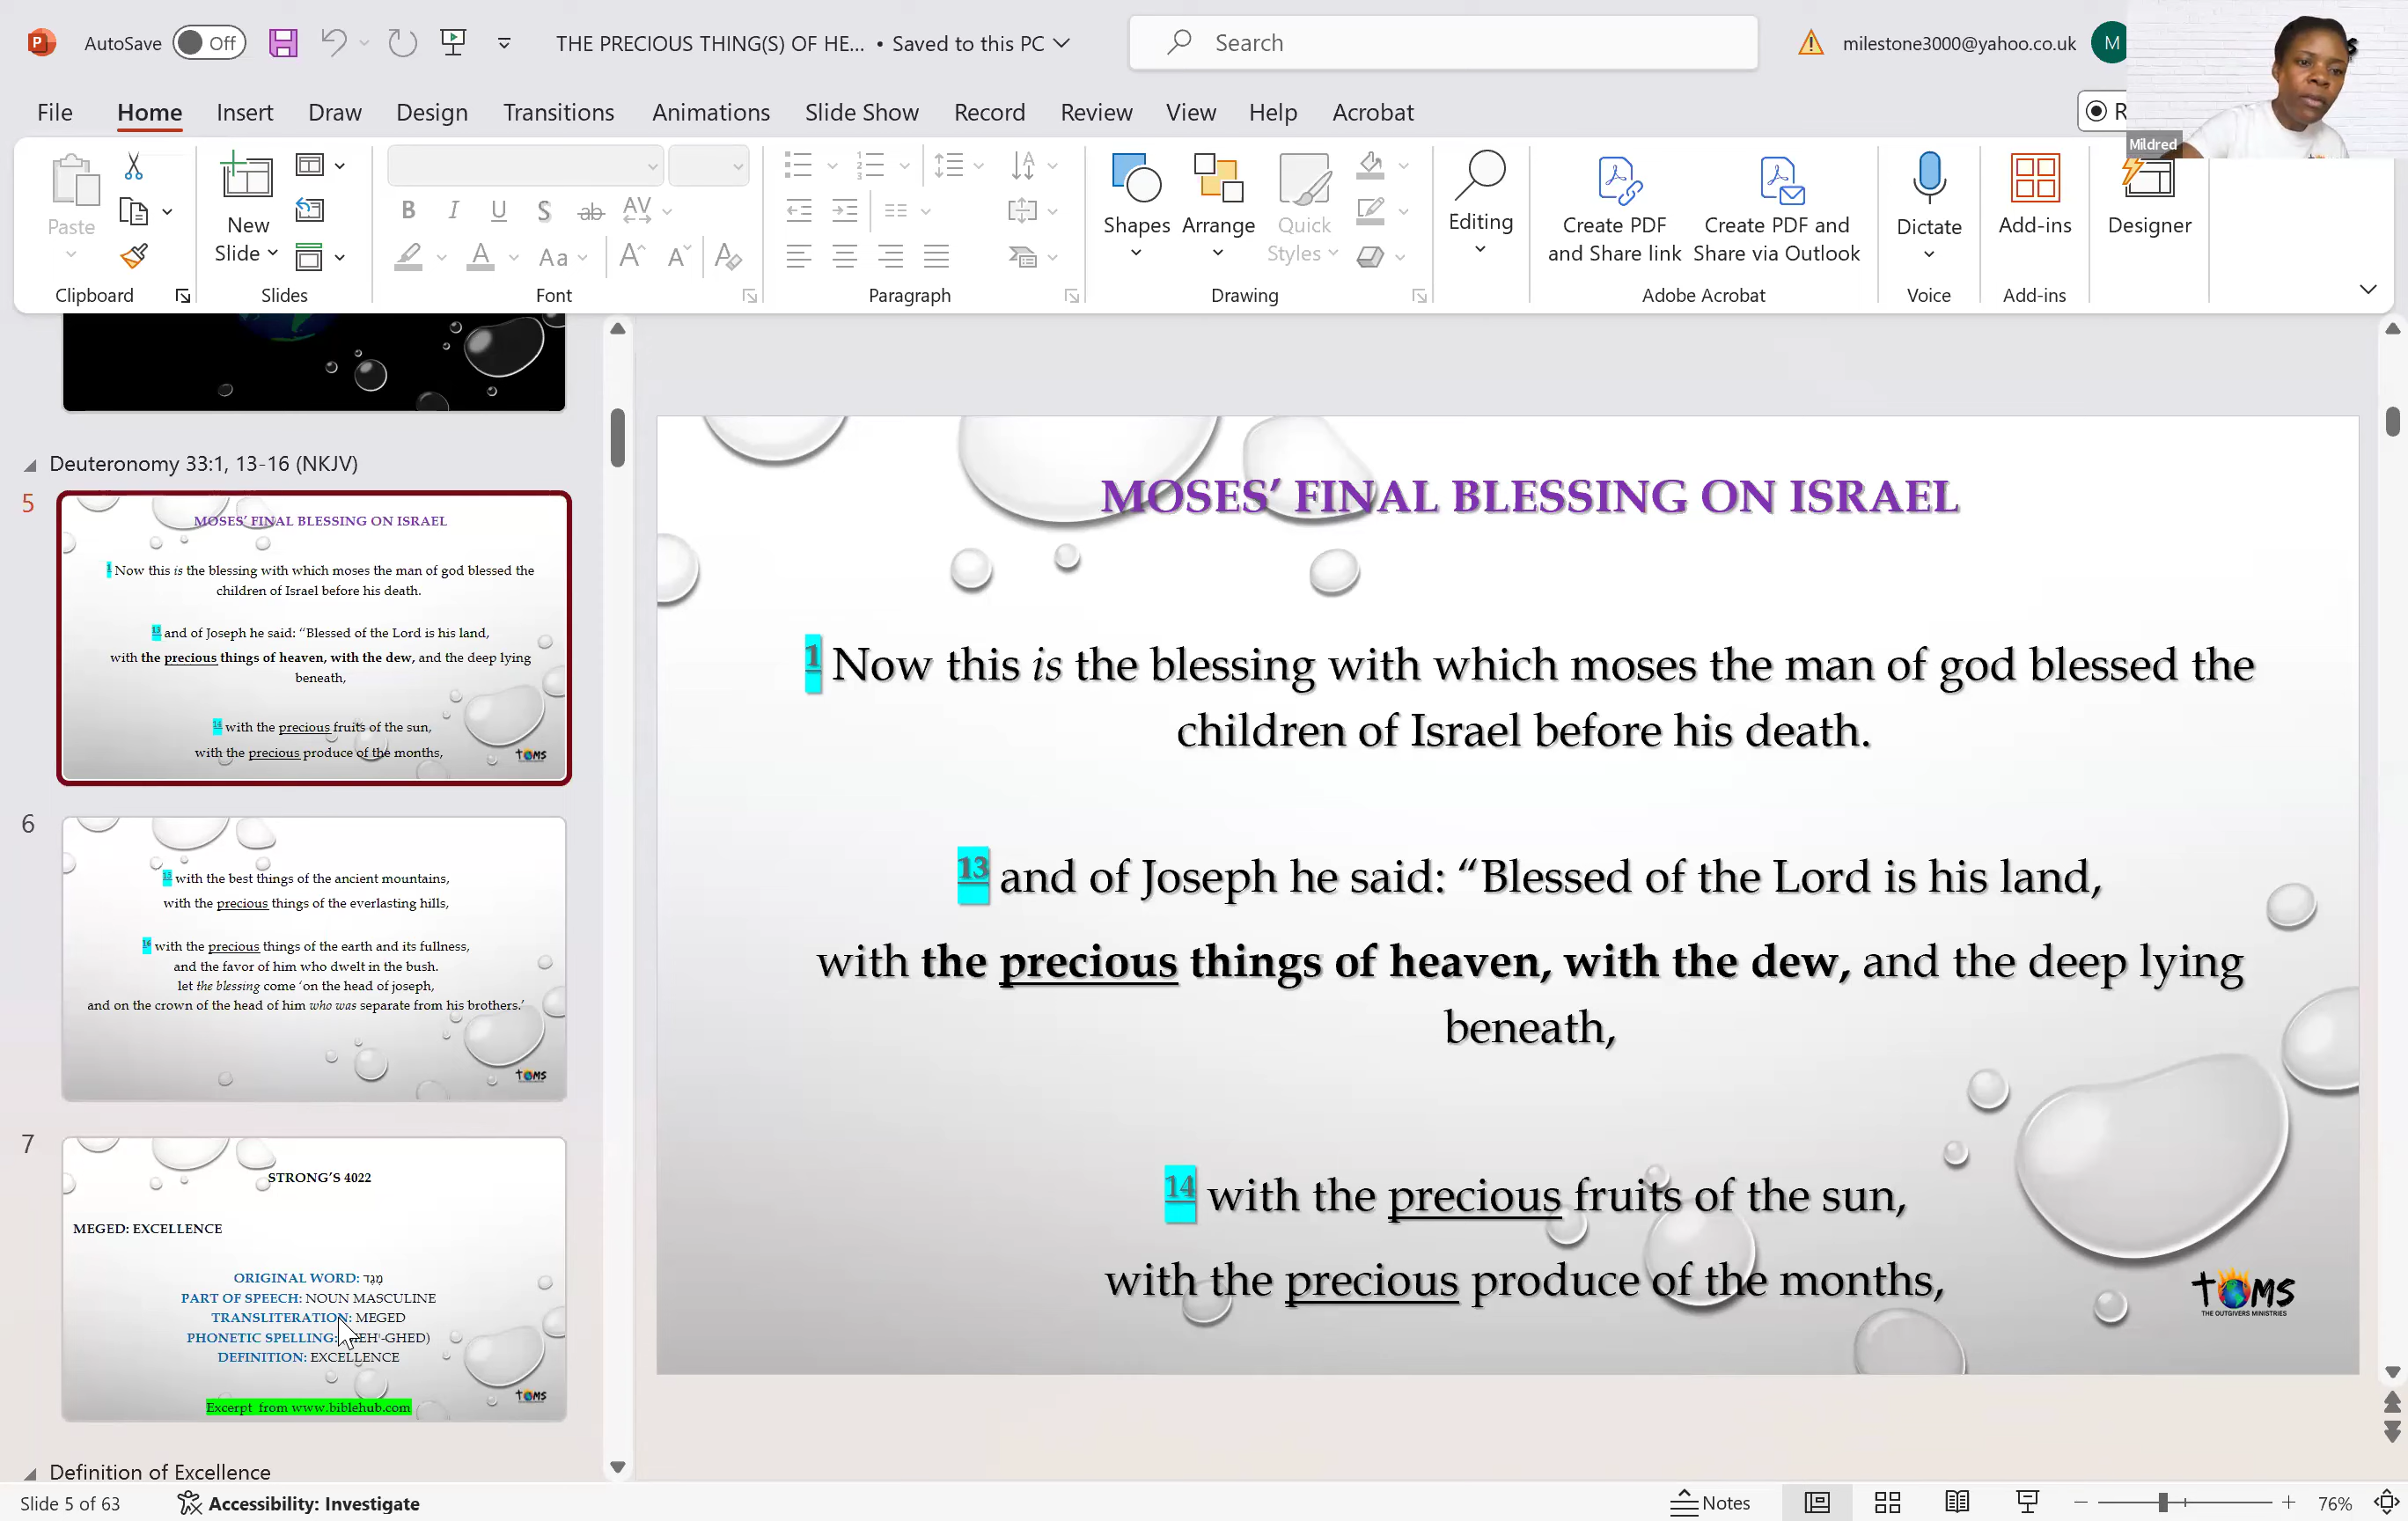 AutoSave Off THE PRECIOUS THING(S) OF HE... • Saved to this PC Search milestone3000@yahoo.co.uk M
File Home Insert Draw Design Transitions Animations Slide Show Record Review View Help Acrobat R
Mildred
Paste
New
Slide
B I U S ab AV
A Aa A A A
Shapes Arrange Quick
Styles
Editing
Create PDF
and Share link
Create PDF and
Share via Outlook
Dictate
Add-ins
Designer
Clipboard Slides Font Paragraph Drawing Adobe Acrobat Voice Add-ins
Deuteronomy 33:1, 13-16 (NKJV)
5
MOSES’ FINAL BLESSING ON ISRAEL
1 Now this is the blessing with which moses the man of god blessed the
children of Israel before his death.
13 and of Joseph he said: “Blessed of the Lord is his land,
with the precious things of heaven, with the dew, and the deep lying
beneath,
14 with the precious fruits of the sun,
with the precious produce of the months,
TOMS
6
15 with the best things of the ancient mountains,
with the precious things of the everlasting hills,
16 with the precious things of the earth and its fullness,
and the favor of him who dwelt in the bush.
let the blessing come ‘on the head of joseph,
and on the crown of the head of him who was separate from his brothers.’
TOMS
7
STRONG’S 4022
MEGED: EXCELLENCE
ORIGINAL WORD: מֶגֶד
PART OF SPEECH: NOUN MASCULINE
TRANSLITERATION: MEGED
PHONETIC SPELLING: EH'-GHED)
DEFINITION: EXCELLENCE
Excerpt from www.biblehub.com
TOMS
Definition of Excellence
MOSES’ FINAL BLESSING ON ISRAEL
1 Now this is the blessing with which moses the man of god blessed the
children of Israel before his death.
13 and of Joseph he said: “Blessed of the Lord is his land,
with the precious things of heaven, with the dew, and the deep lying
beneath,
14 with the precious fruits of the sun,
with the precious produce of the months,
TOMS
THE OUTGIVERS MINISTRIES
Slide 5 of 63 Accessibility: Investigate Notes 76%